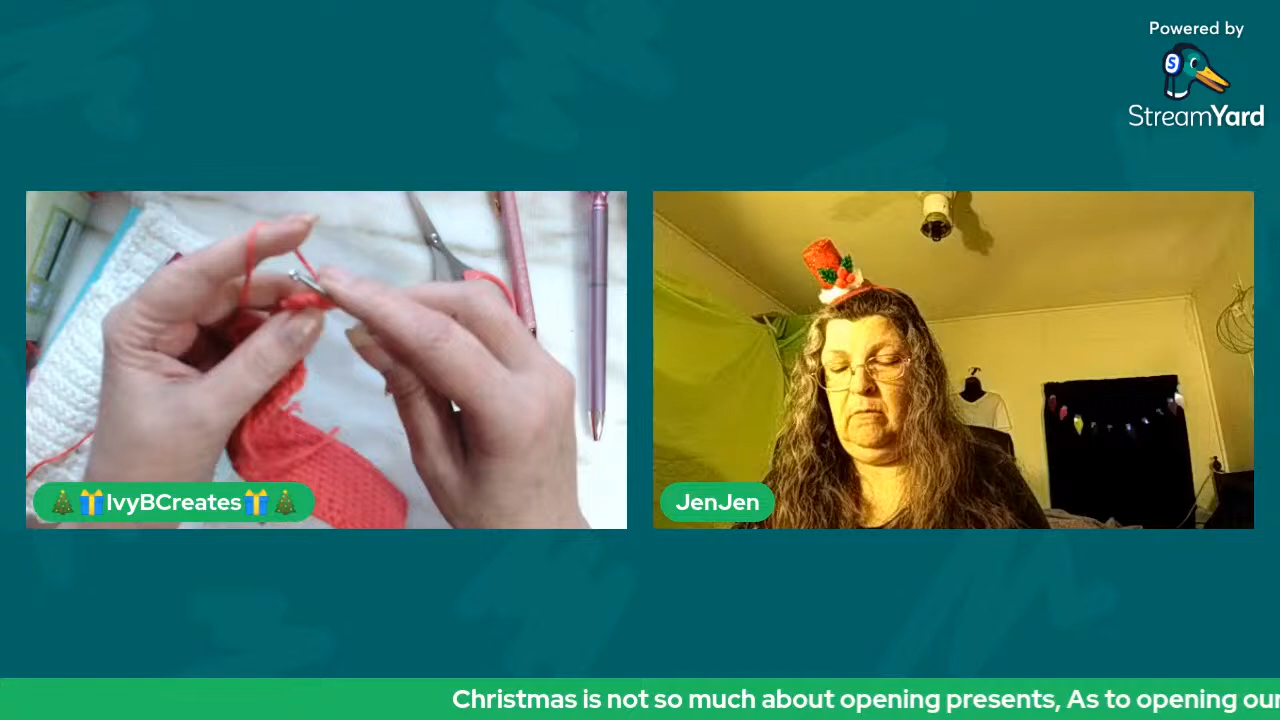 Powered by
S
StreamYard
🎄🎁IvyBCreates🎁🎄
JenJen
Christmas is not so much about opening presents, As to opening our